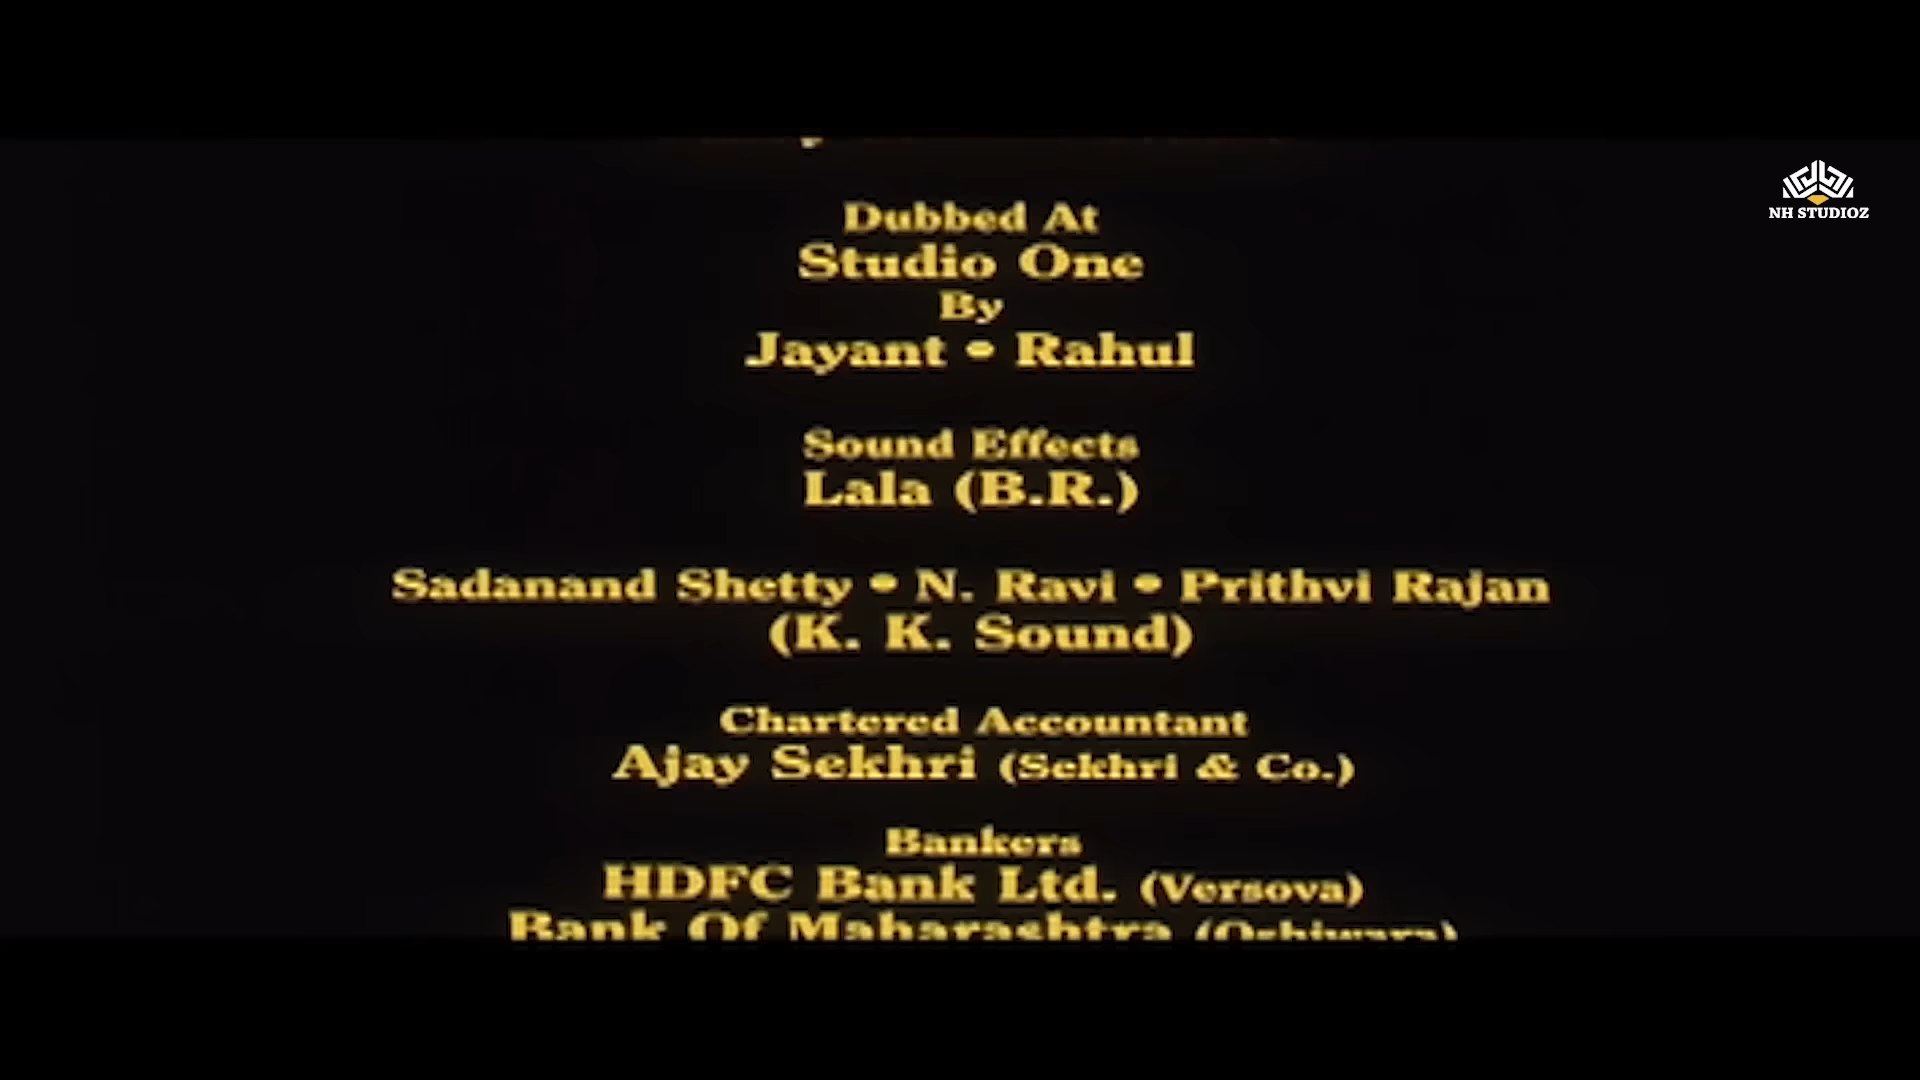 Dubbed At
Studio One
By
Jayant • Rahul
Sound Effects
Lala (B.R.)
Sadanand Shetty • N. Ravi • Prithvi Rajan
(K. K. Sound)
Chartered Accountant
Ajay Sekhri (Sekhri & Co.)
Bankers
HDFC Bank Ltd. (Versova)
Bank Of Maharashtra (Oshiwara)
NH STUDIOZ